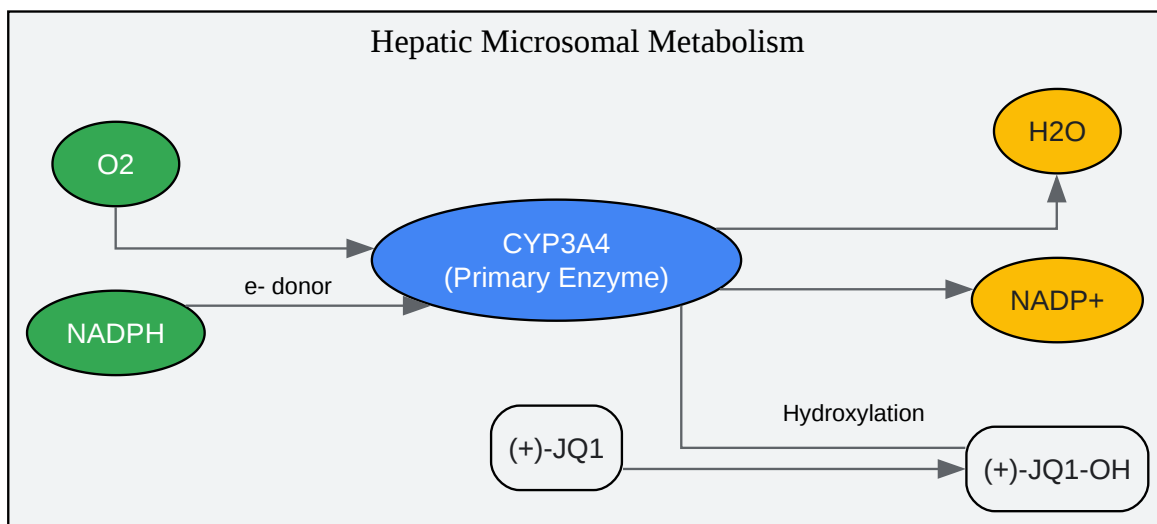 Hepatic Microsomal Metabolism
O2
H2O
CYP3A4
(Primary Enzyme)
e- donor
NADPH
NADP+
Hydroxylation
(+)-JQ1
(+)-JQ1-OH